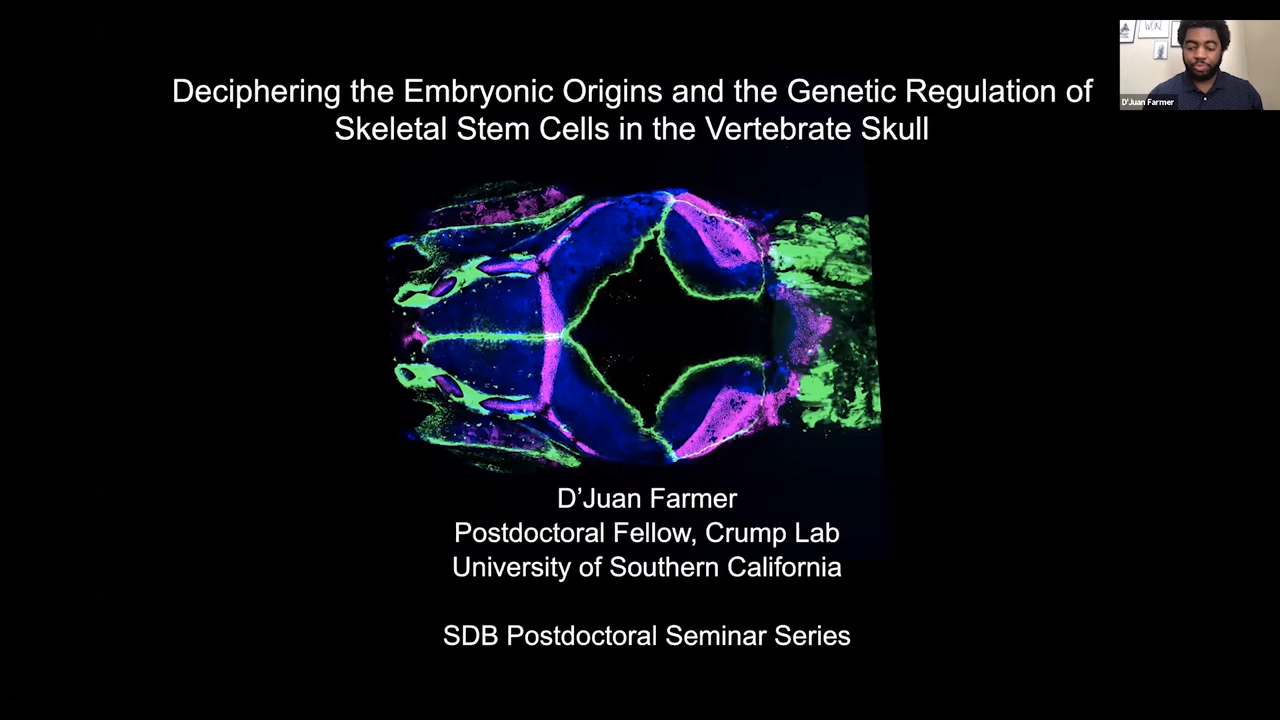 Deciphering the Embryonic Origins and the Genetic Regulation of
Skeletal Stem Cells in the Vertebrate Skull
D'Juan Farmer
D’Juan Farmer
Postdoctoral Fellow, Crump Lab
University of Southern California
SDB Postdoctoral Seminar Series